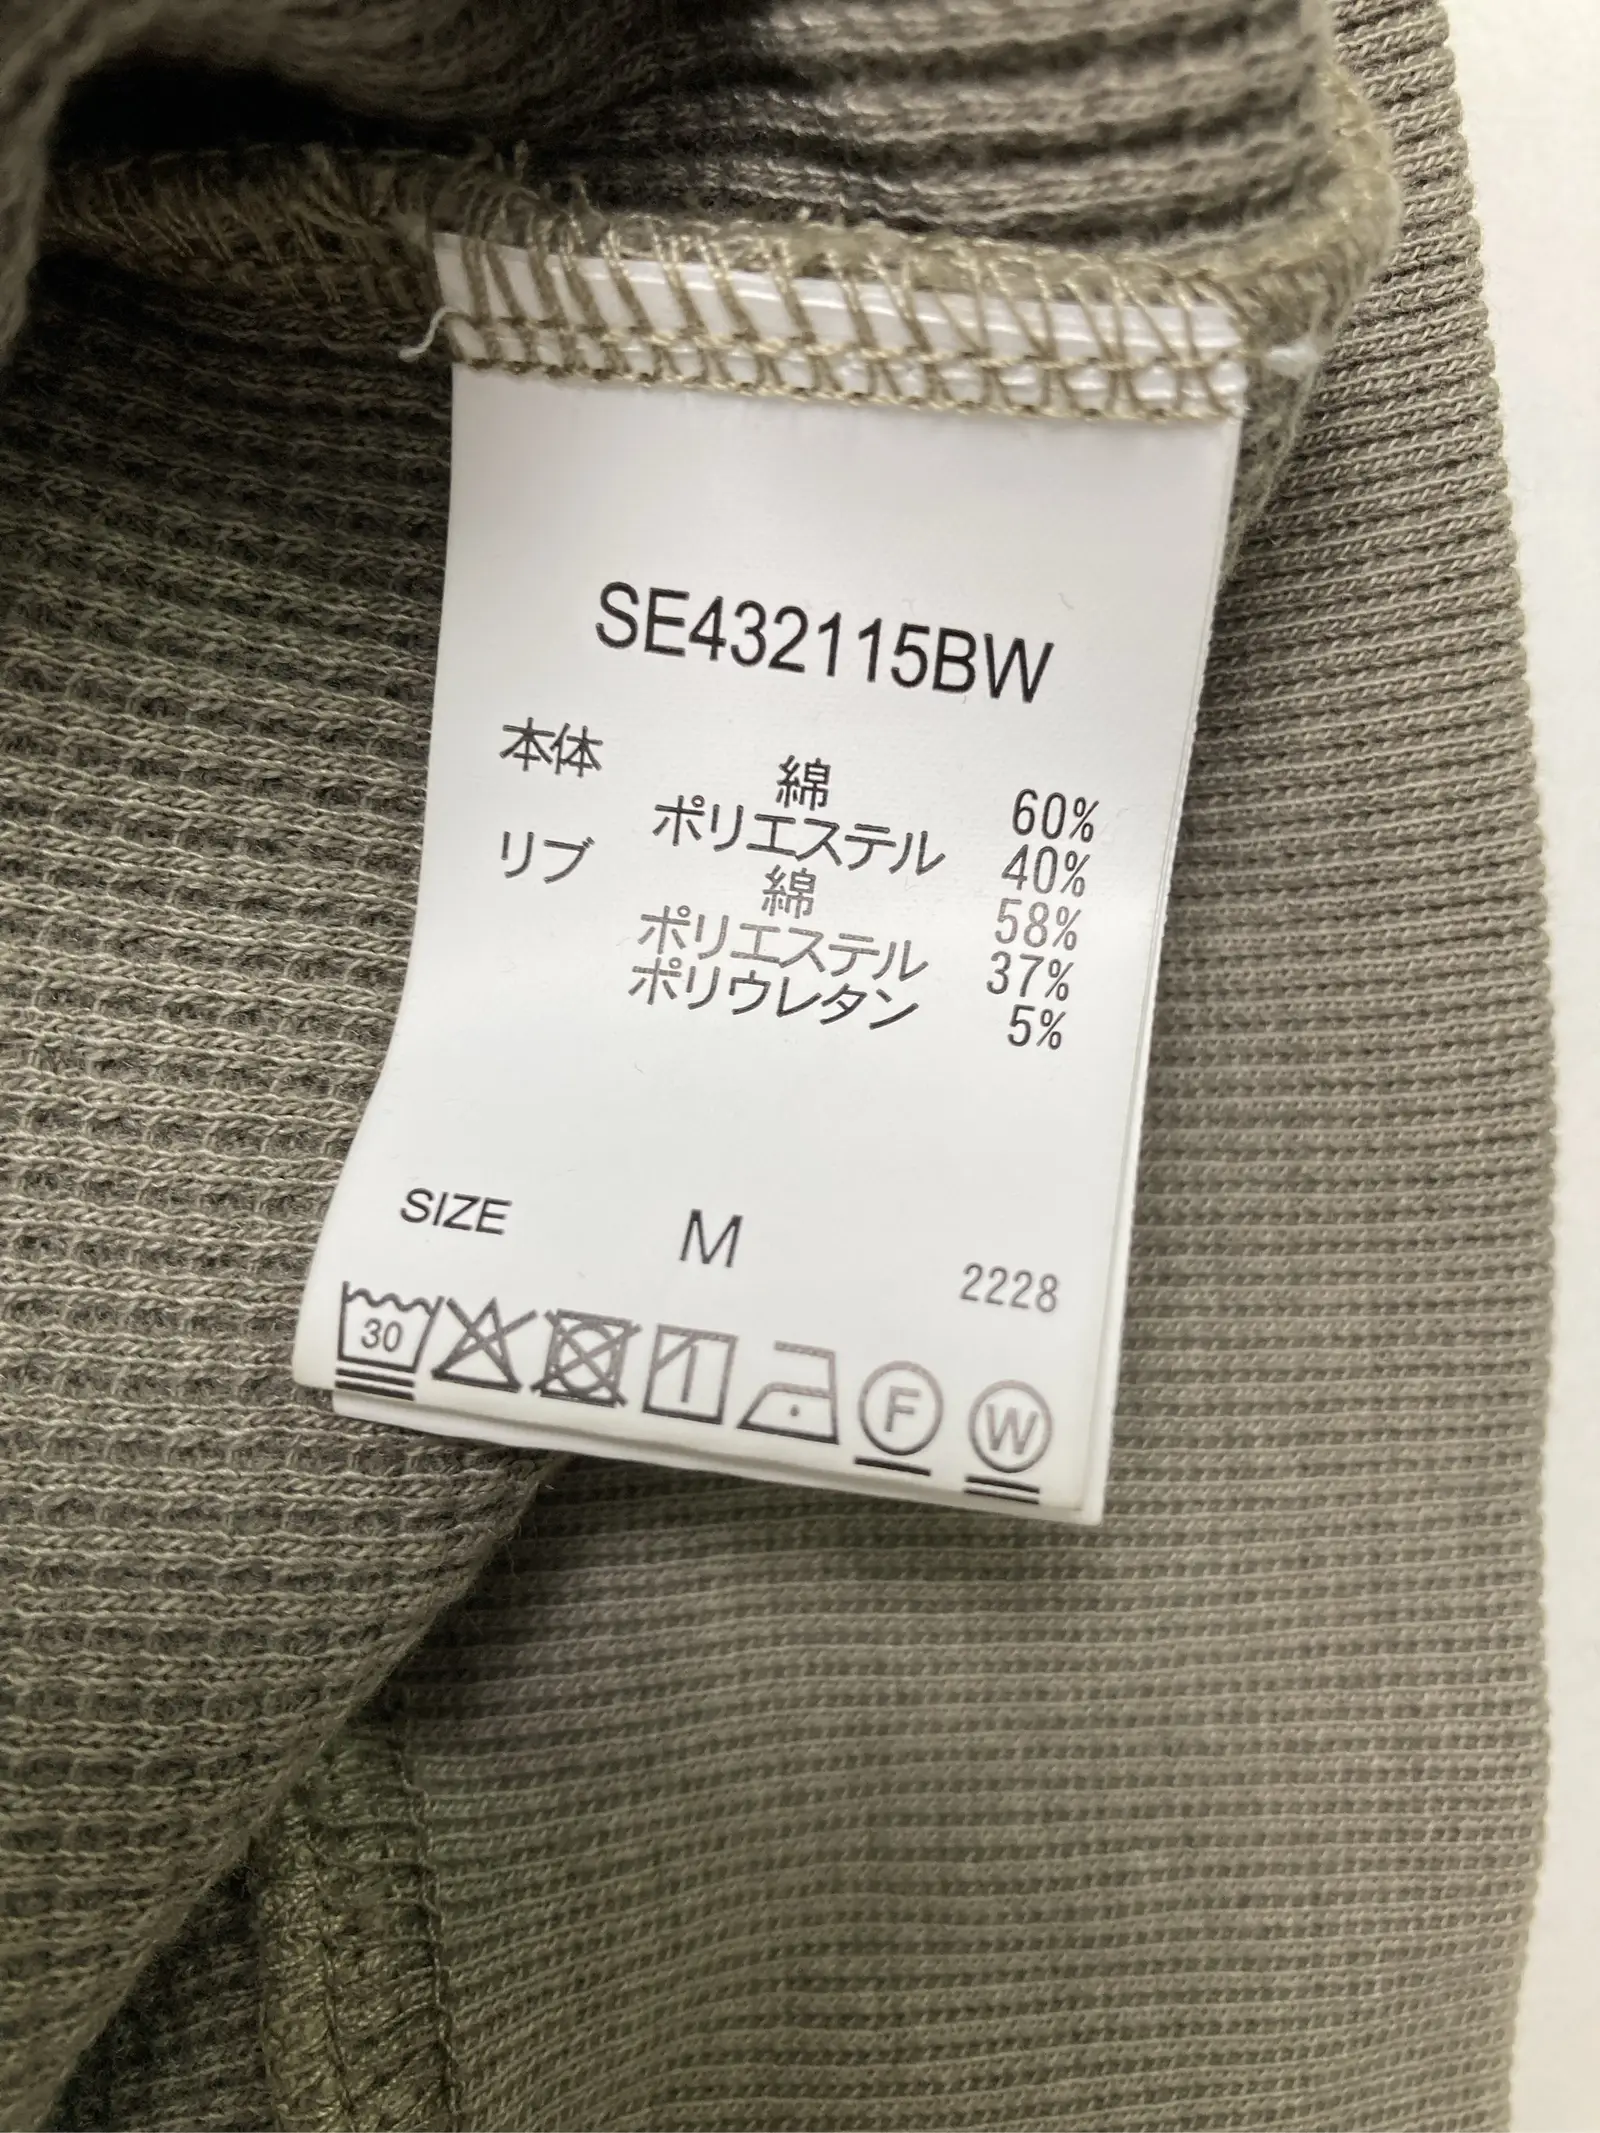 SE432115BW
本体 綿 60%
ポリエステル 40%
リブ 綿 58%
ポリエステル 37%
ポリウレタン 5%
SIZE M
2228
30 F W